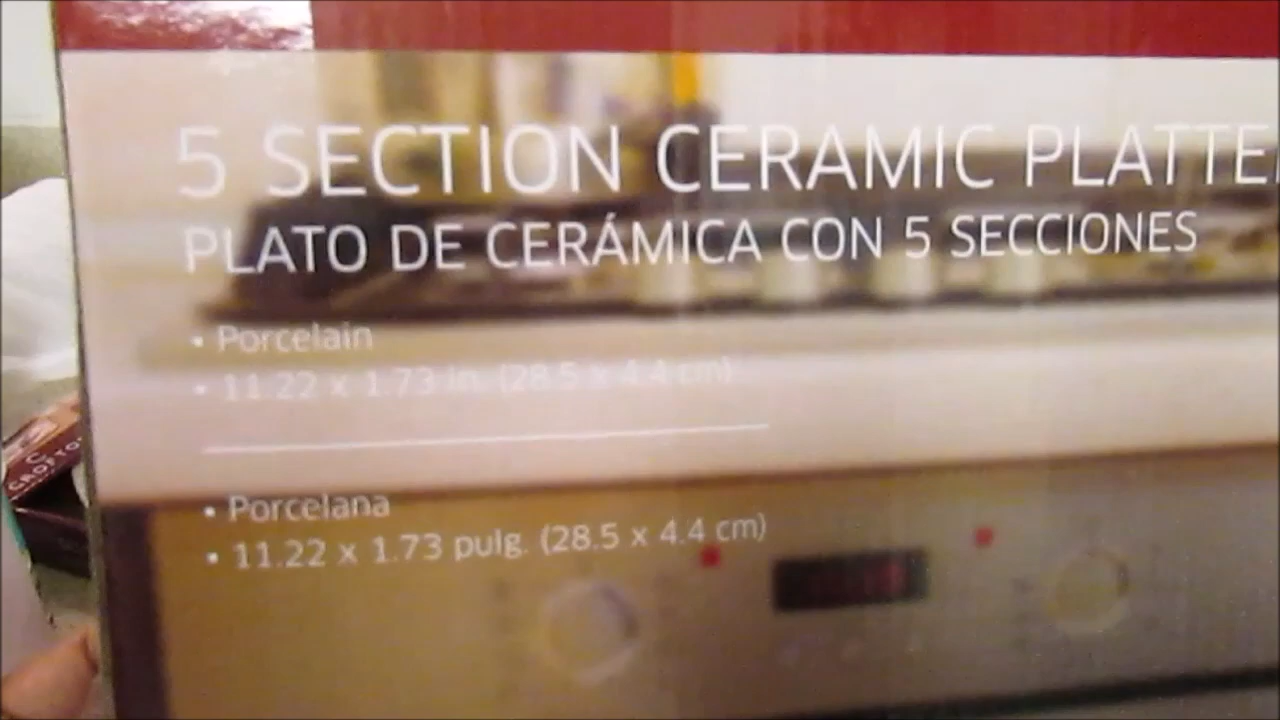 5 SECTION CERAMIC PLATTE
PLATO DE CERÁMICA CON 5 SECCIONES
• Porcelain
• 11.22 x 1.73 in. (28.5 x 4.4 cm)
• Porcelana
• 11.22 x 1.73 pulg. (28.5 x 4.4 cm)
C
CROFTO